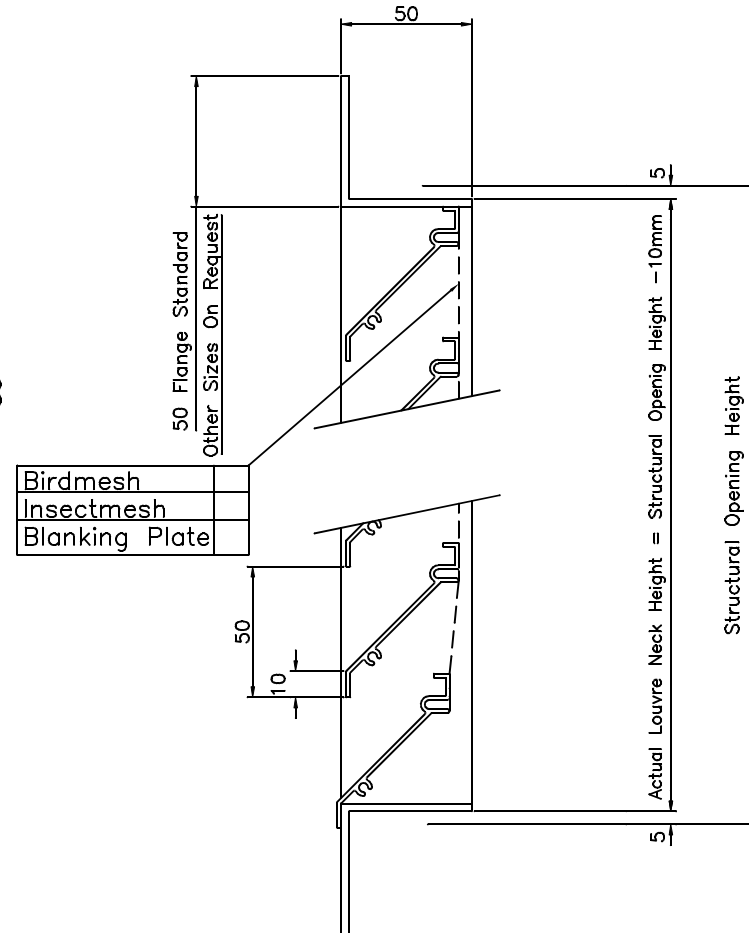 50
5
50 Flange Standard
Other Sizes On Request
Birdmesh
Insectmesh
Blanking Plate
50
10
Actual Louvre Neck Height = Structural Openig Height -10mm
Structural Opening Height
5